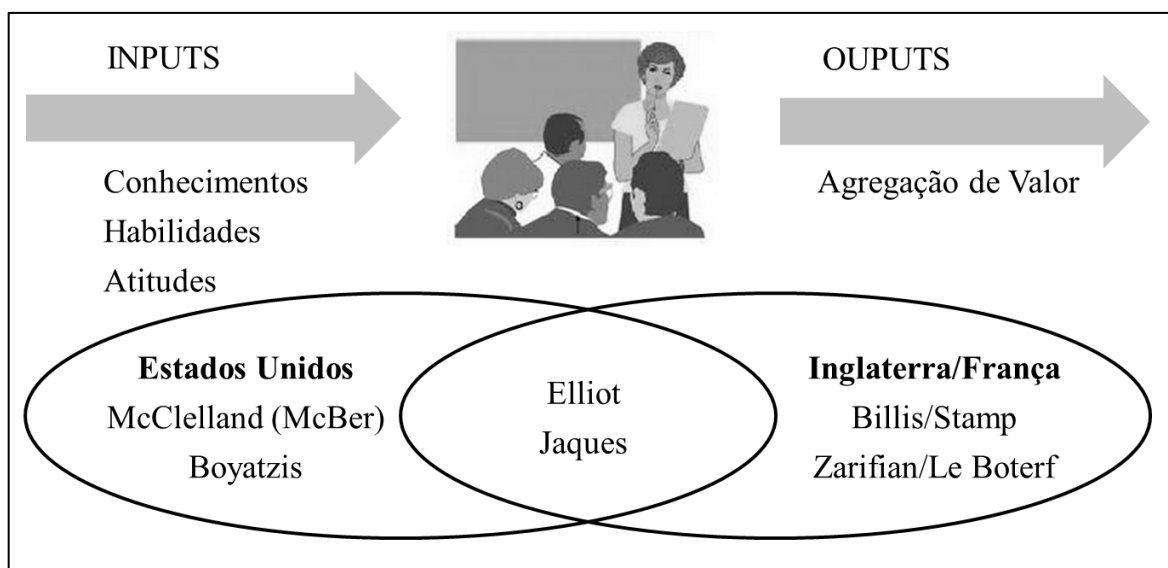 INPUTS
OUPUTS
Conhecimentos
Habilidades
Atitudes
Agregação de Valor
Estados Unidos
McClelland (McBer)
Boyatzis
Elliot
Jaques
Inglaterra/França
Billis/Stamp
Zarifian/Le Boterf